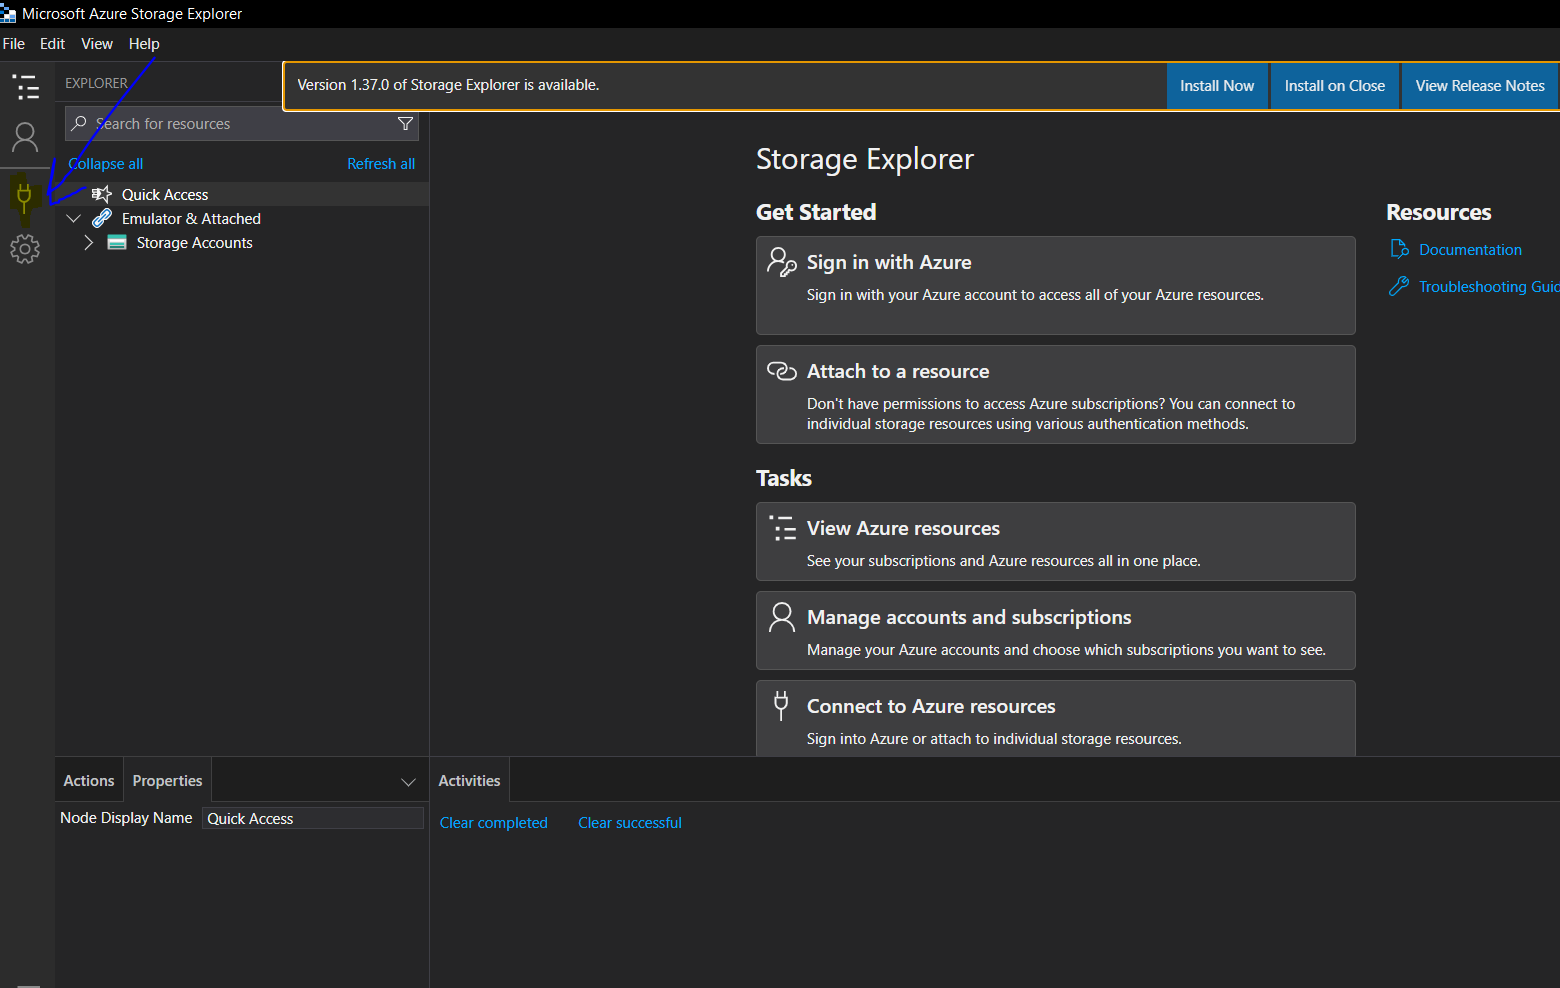 Microsoft Azure Storage Explorer
File Edit View Help
EXPLORER
Version 1.37.0 of Storage Explorer is available.
Install Now
Install on Close
View Release Notes
Search for resources
Collapse all
Refresh all
Quick Access
Emulator & Attached
Storage Accounts
Storage Explorer
Get Started
Sign in with Azure
Sign in with your Azure account to access all of your Azure resources.
Attach to a resource
Don't have permissions to access Azure subscriptions? You can connect to
individual storage resources using various authentication methods.
Tasks
View Azure resources
See your subscriptions and Azure resources all in one place.
Manage accounts and subscriptions
Manage your Azure accounts and choose which subscriptions you want to see.
Connect to Azure resources
Sign into Azure or attach to individual storage resources.
Resources
Documentation
Troubleshooting Guid
Actions
Properties
Node Display Name
Quick Access
Activities
Clear completed
Clear successful